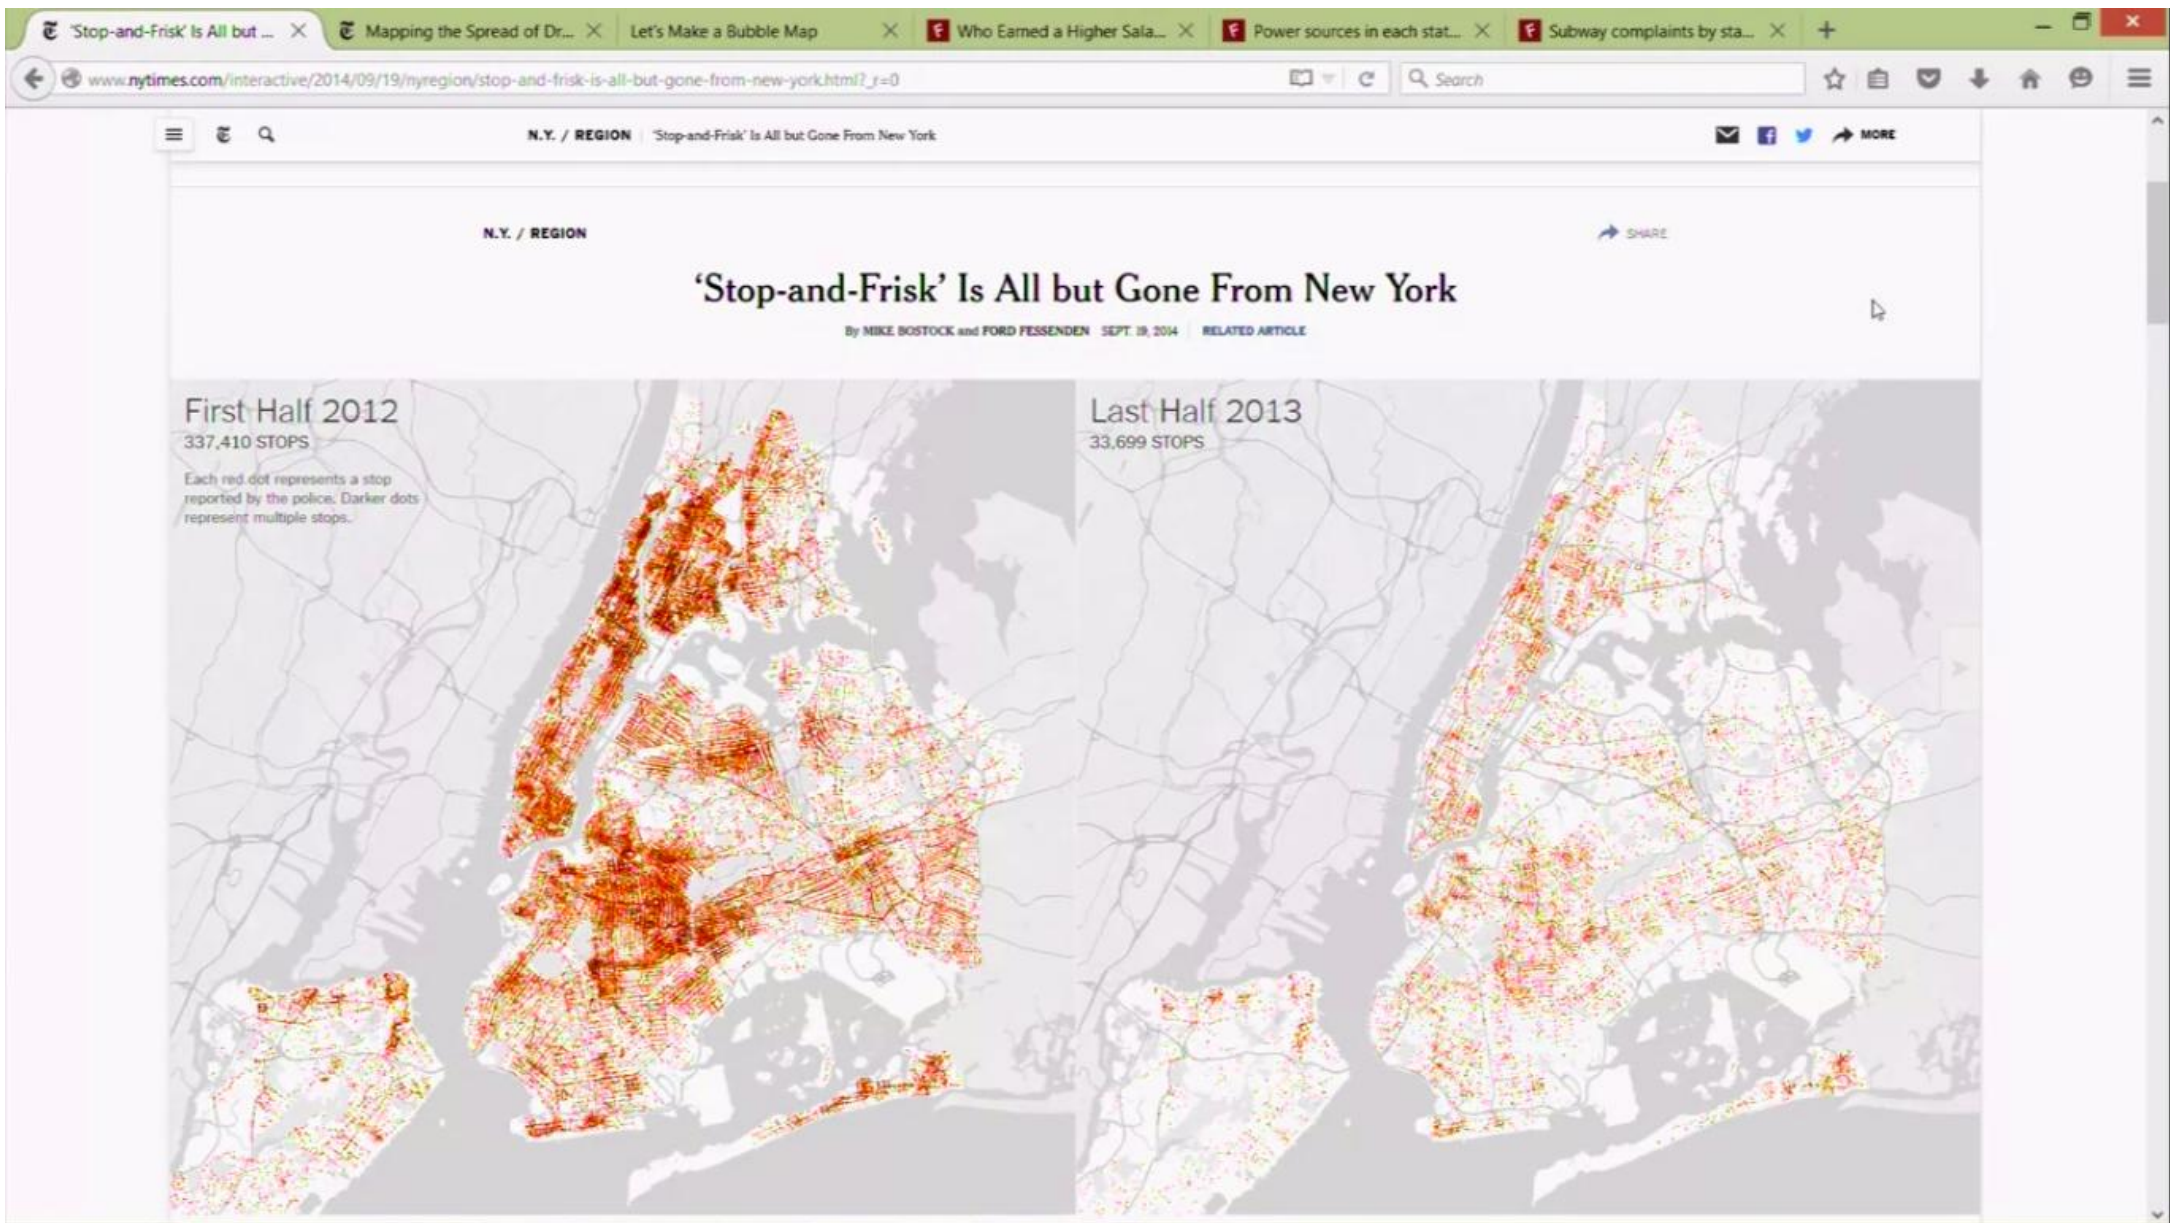 'Stop-and-Frisk' Is All but ...
Mapping the Spread of Dr...
Let's Make a Bubble Map
Who Earned a Higher Sala...
Power sources in each stat...
Subway complaints by sta...
www.nytimes.com/interactive/2014/09/19/nyregion/stop-and-frisk-is-all-but-gone-from-new-york.html?_r=0
Search
N.Y. / REGION
'Stop-and-Frisk' Is All but Gone From New York
MORE
N.Y. / REGION
SHARE
‘Stop-and-Frisk’ Is All but Gone From New York
By MIKE BOSTOCK and FORD FESSENDEN SEPT. 19, 2014
RELATED ARTICLE
First Half 2012
337,410 STOPS
Each red dot represents a stop
reported by the police. Darker dots
represent multiple stops.
Last Half 2013
33,699 STOPS